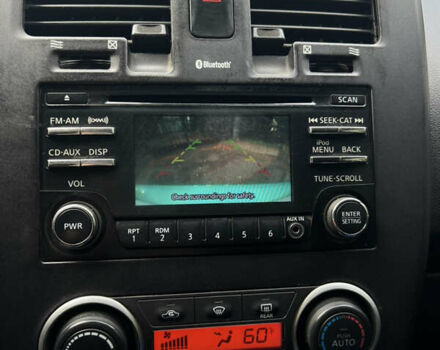 Bluetooth®
SCAN
FM·AM
SEEK·CAT
CD·AUX DISP
iPod
MENU BACK
Check surroundings for safety.
VOL
TUNE·SCROLL
PWR
ENTER
SETTING
AUX IN
RPT RDM
1 2 3 4 5 6
REAR
60°
PUSH
AUTO